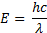 E = hc/λ